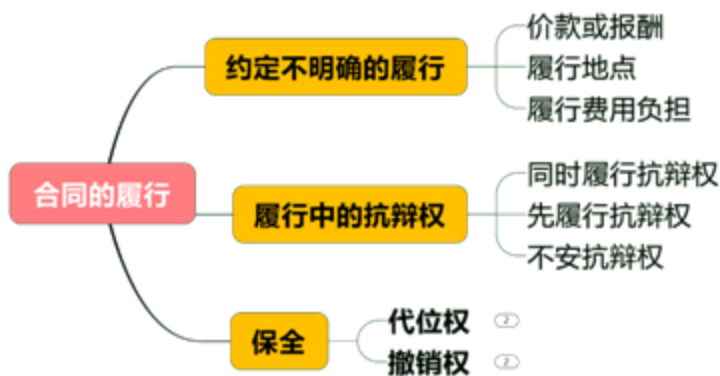 合同的履行
约定不明确的履行
价款或报酬
履行地点
履行费用负担
履行中的抗辩权
同时履行抗辩权
先履行抗辩权
不安抗辩权
保全
代位权 2
撤销权 2